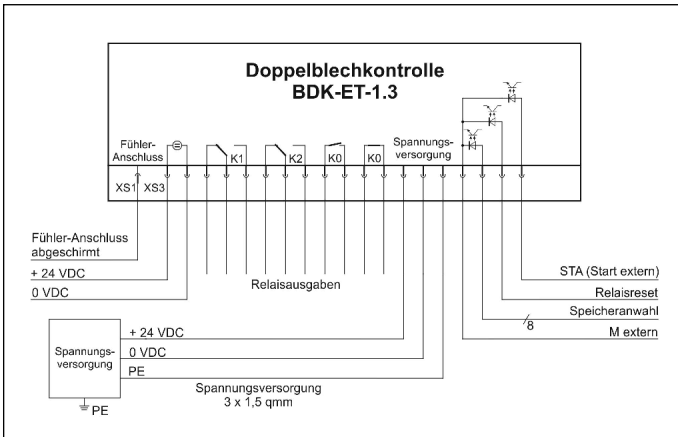 Doppelblechkontrolle
BDK-ET-1.3
Fühler-
Anschluss
K1
K2
K0
K0
Spannungs-
versorgung
XS1
XS3
Fühler-Anschluss
abgeschirmt
+ 24 VDC
0 VDC
Relaisausgaben
STA (Start extern)
Relaisreset
Speicheranwahl
8
M extern
Spannungs-
versorgung
+ 24 VDC
0 VDC
PE
Spannungsversorgung
3 x 1,5 qmm
PE